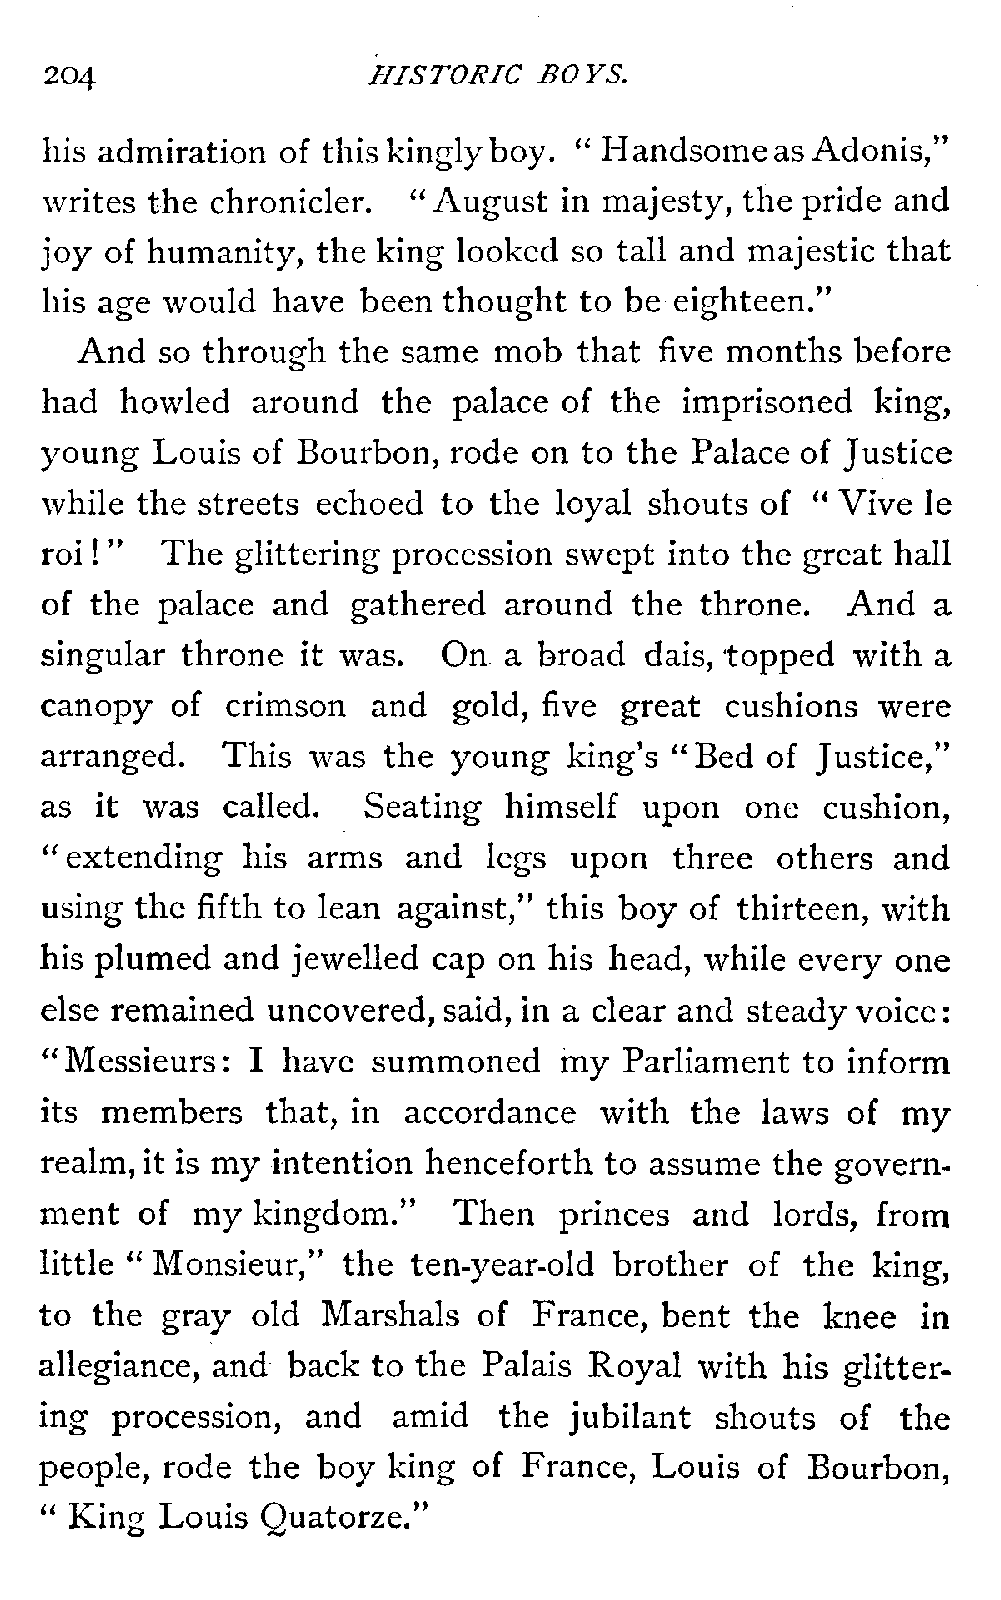 204 HISTORIC BOYS.
his admiration of this kingly boy. "Handsome as Adonis,"
writes the chronicler. "August in majesty, the pride and
joy of humanity, the king looked so tall and majestic that
his age would have been thought to be eighteen."
And so through the same mob that five months before
had howled around the palace of the imprisoned king,
young Louis of Bourbon, rode on to the Palace of Justice
while the streets echoed to the loyal shouts of "Vive le
roi!" The glittering procession swept into the great hall
of the palace and gathered around the throne. And a
singular throne it was. On a broad dais, topped with a
canopy of crimson and gold, five great cushions were
arranged. This was the young king's "Bed of Justice,"
as it was called. Seating himself upon one cushion,
"extending his arms and legs upon three others and
using the fifth to lean against," this boy of thirteen, with
his plumed and jewelled cap on his head, while every one
else remained uncovered, said, in a clear and steady voice:
"Messieurs: I have summoned my Parliament to inform
its members that, in accordance with the laws of my
realm, it is my intention henceforth to assume the govern-
ment of my kingdom." Then princes and lords, from
little "Monsieur," the ten-year-old brother of the king,
to the gray old Marshals of France, bent the knee in
allegiance, and back to the Palais Royal with his glitter-
ing procession, and amid the jubilant shouts of the
people, rode the boy king of France, Louis of Bourbon,
"King Louis Quatorze."